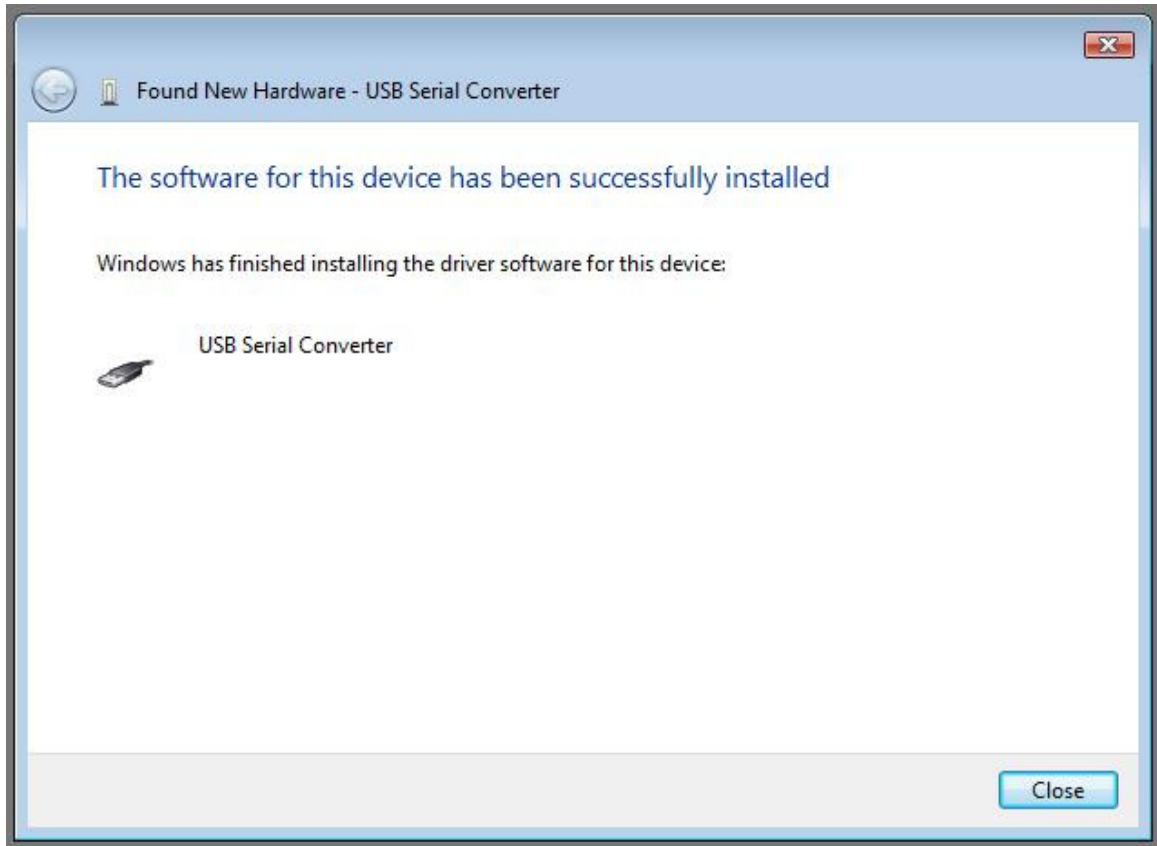 Found New Hardware - USB Serial Converter
The software for this device has been successfully installed
Windows has finished installing the driver software for this device:
USB Serial Converter
Close